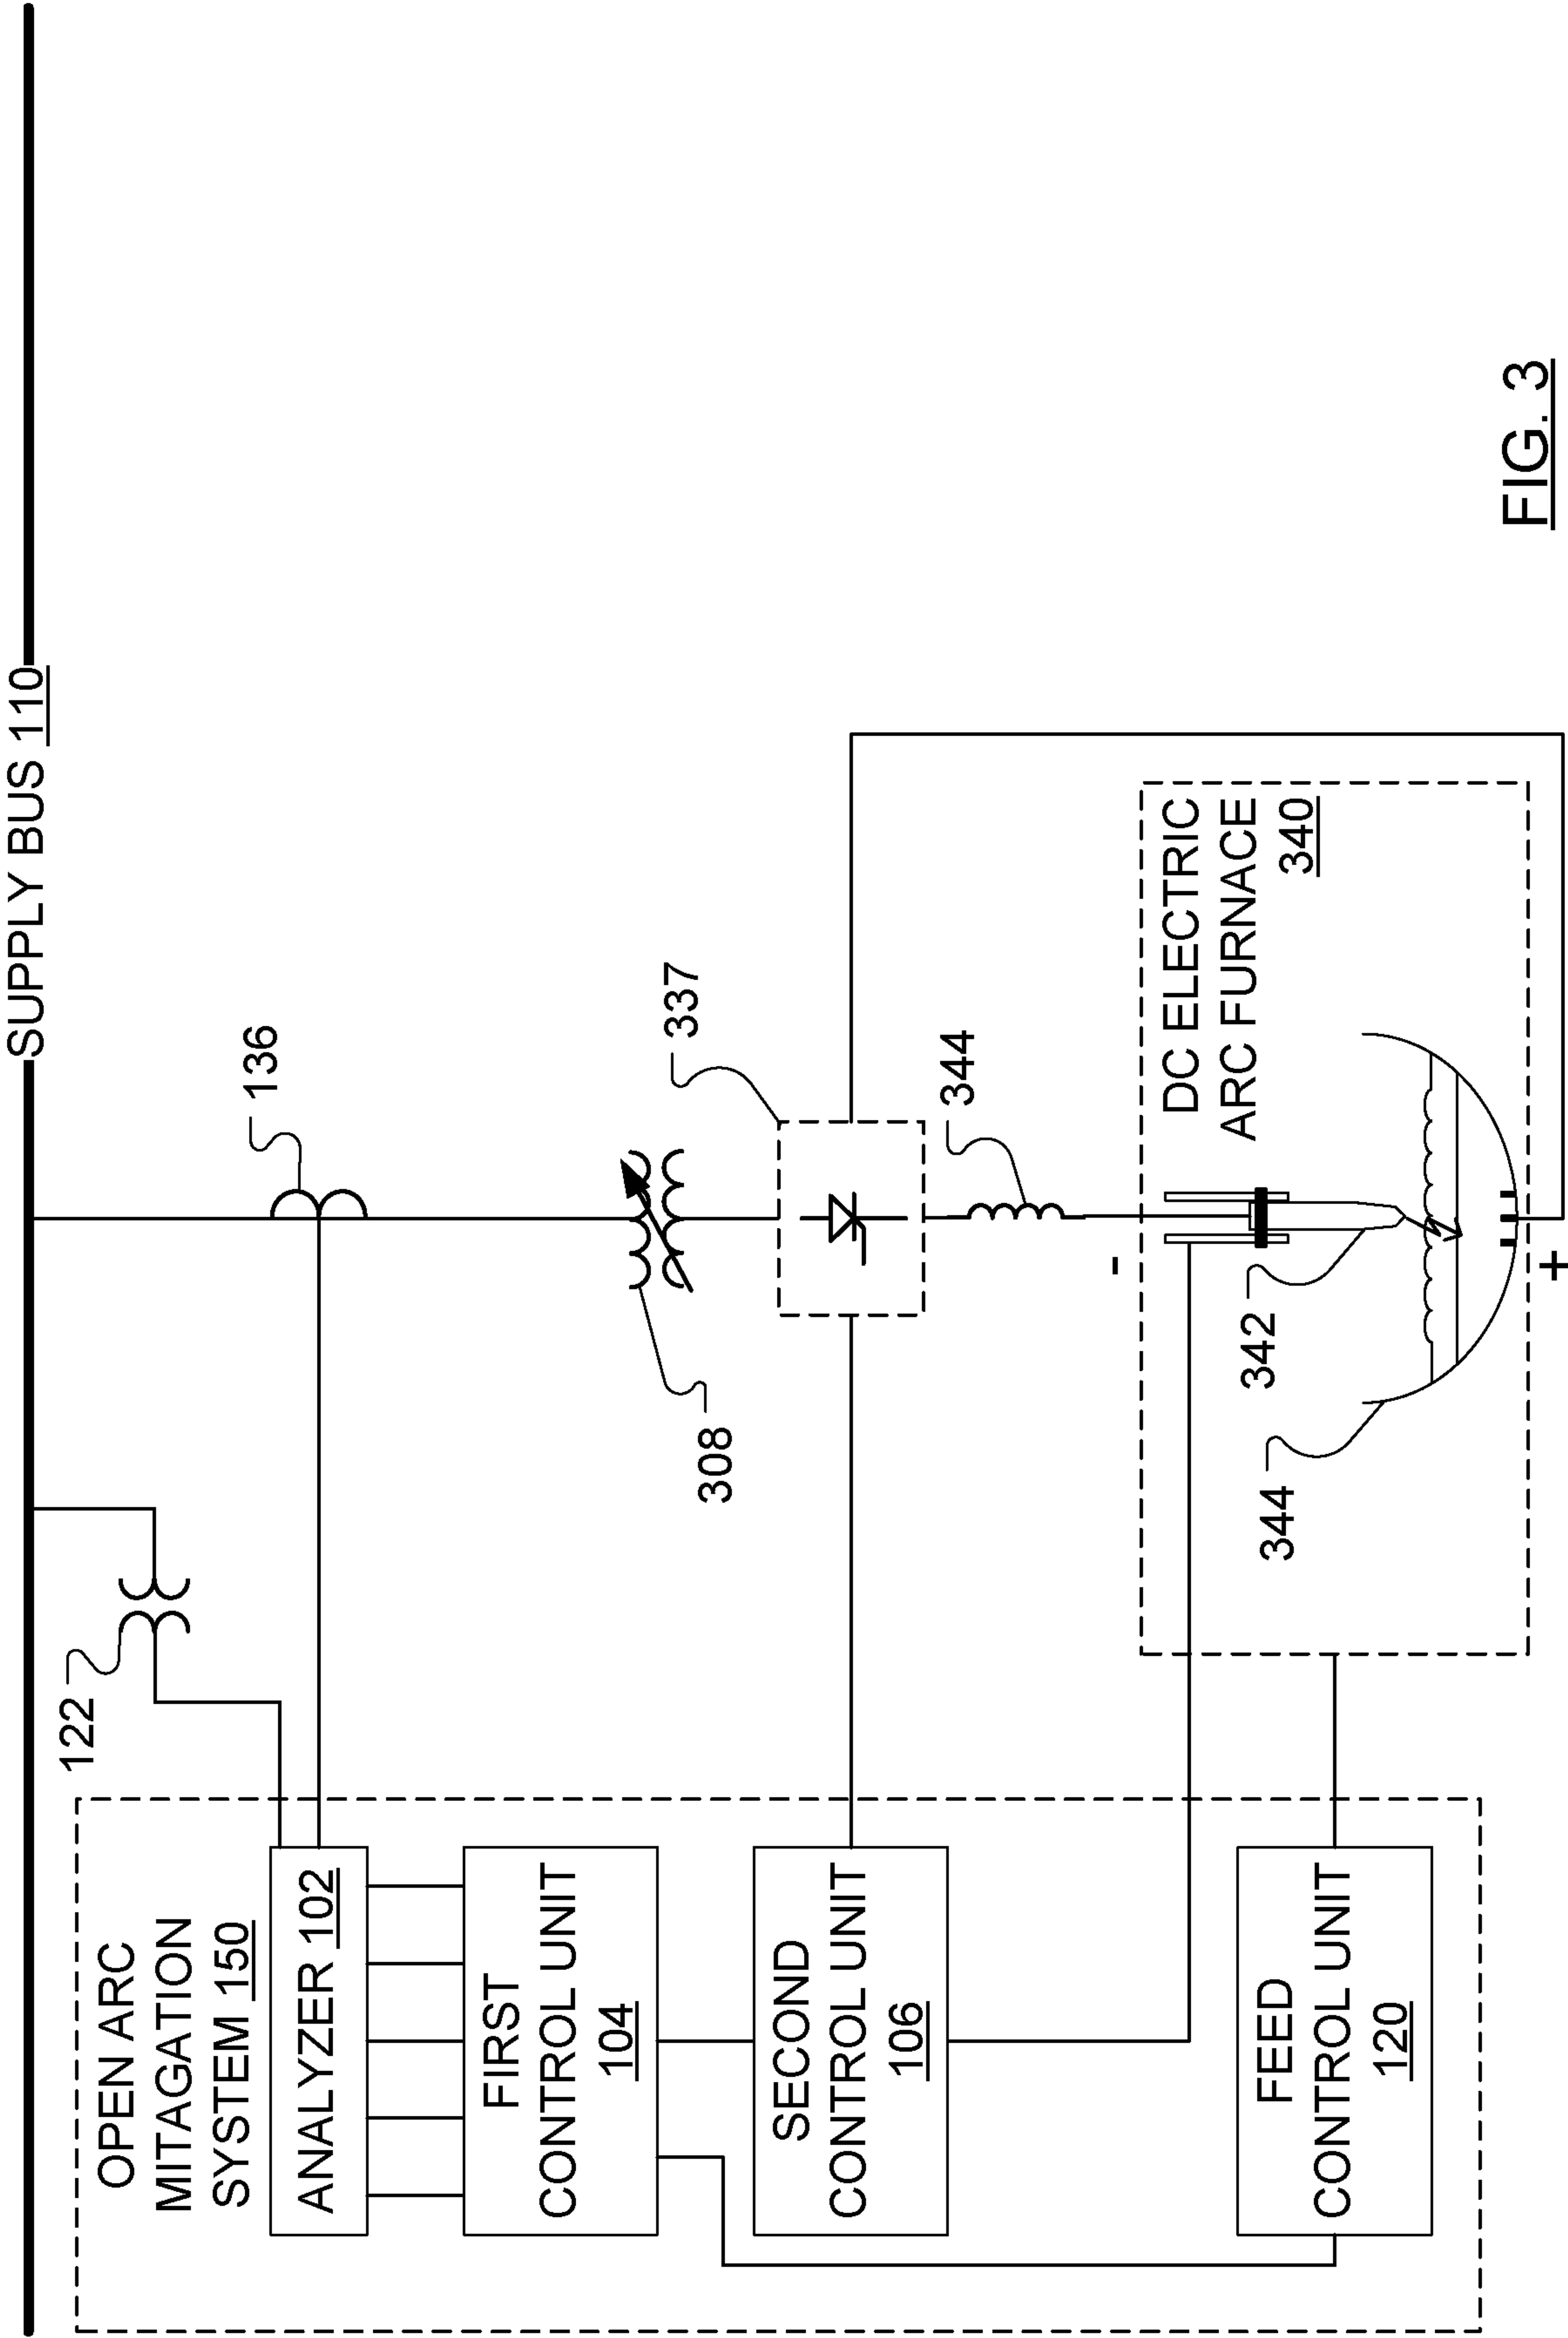 SUPPLY BUS 110
OPEN ARC
MITAGATION
SYSTEM 150
122
136
ANALYZER 102
FIRST
CONTROL UNIT
104
308
337
SECOND
CONTROL UNIT
106
344
-
DC ELECTRIC
ARC FURNACE
340
342
344
FEED
CONTROL UNIT
120
+
FIG. 3